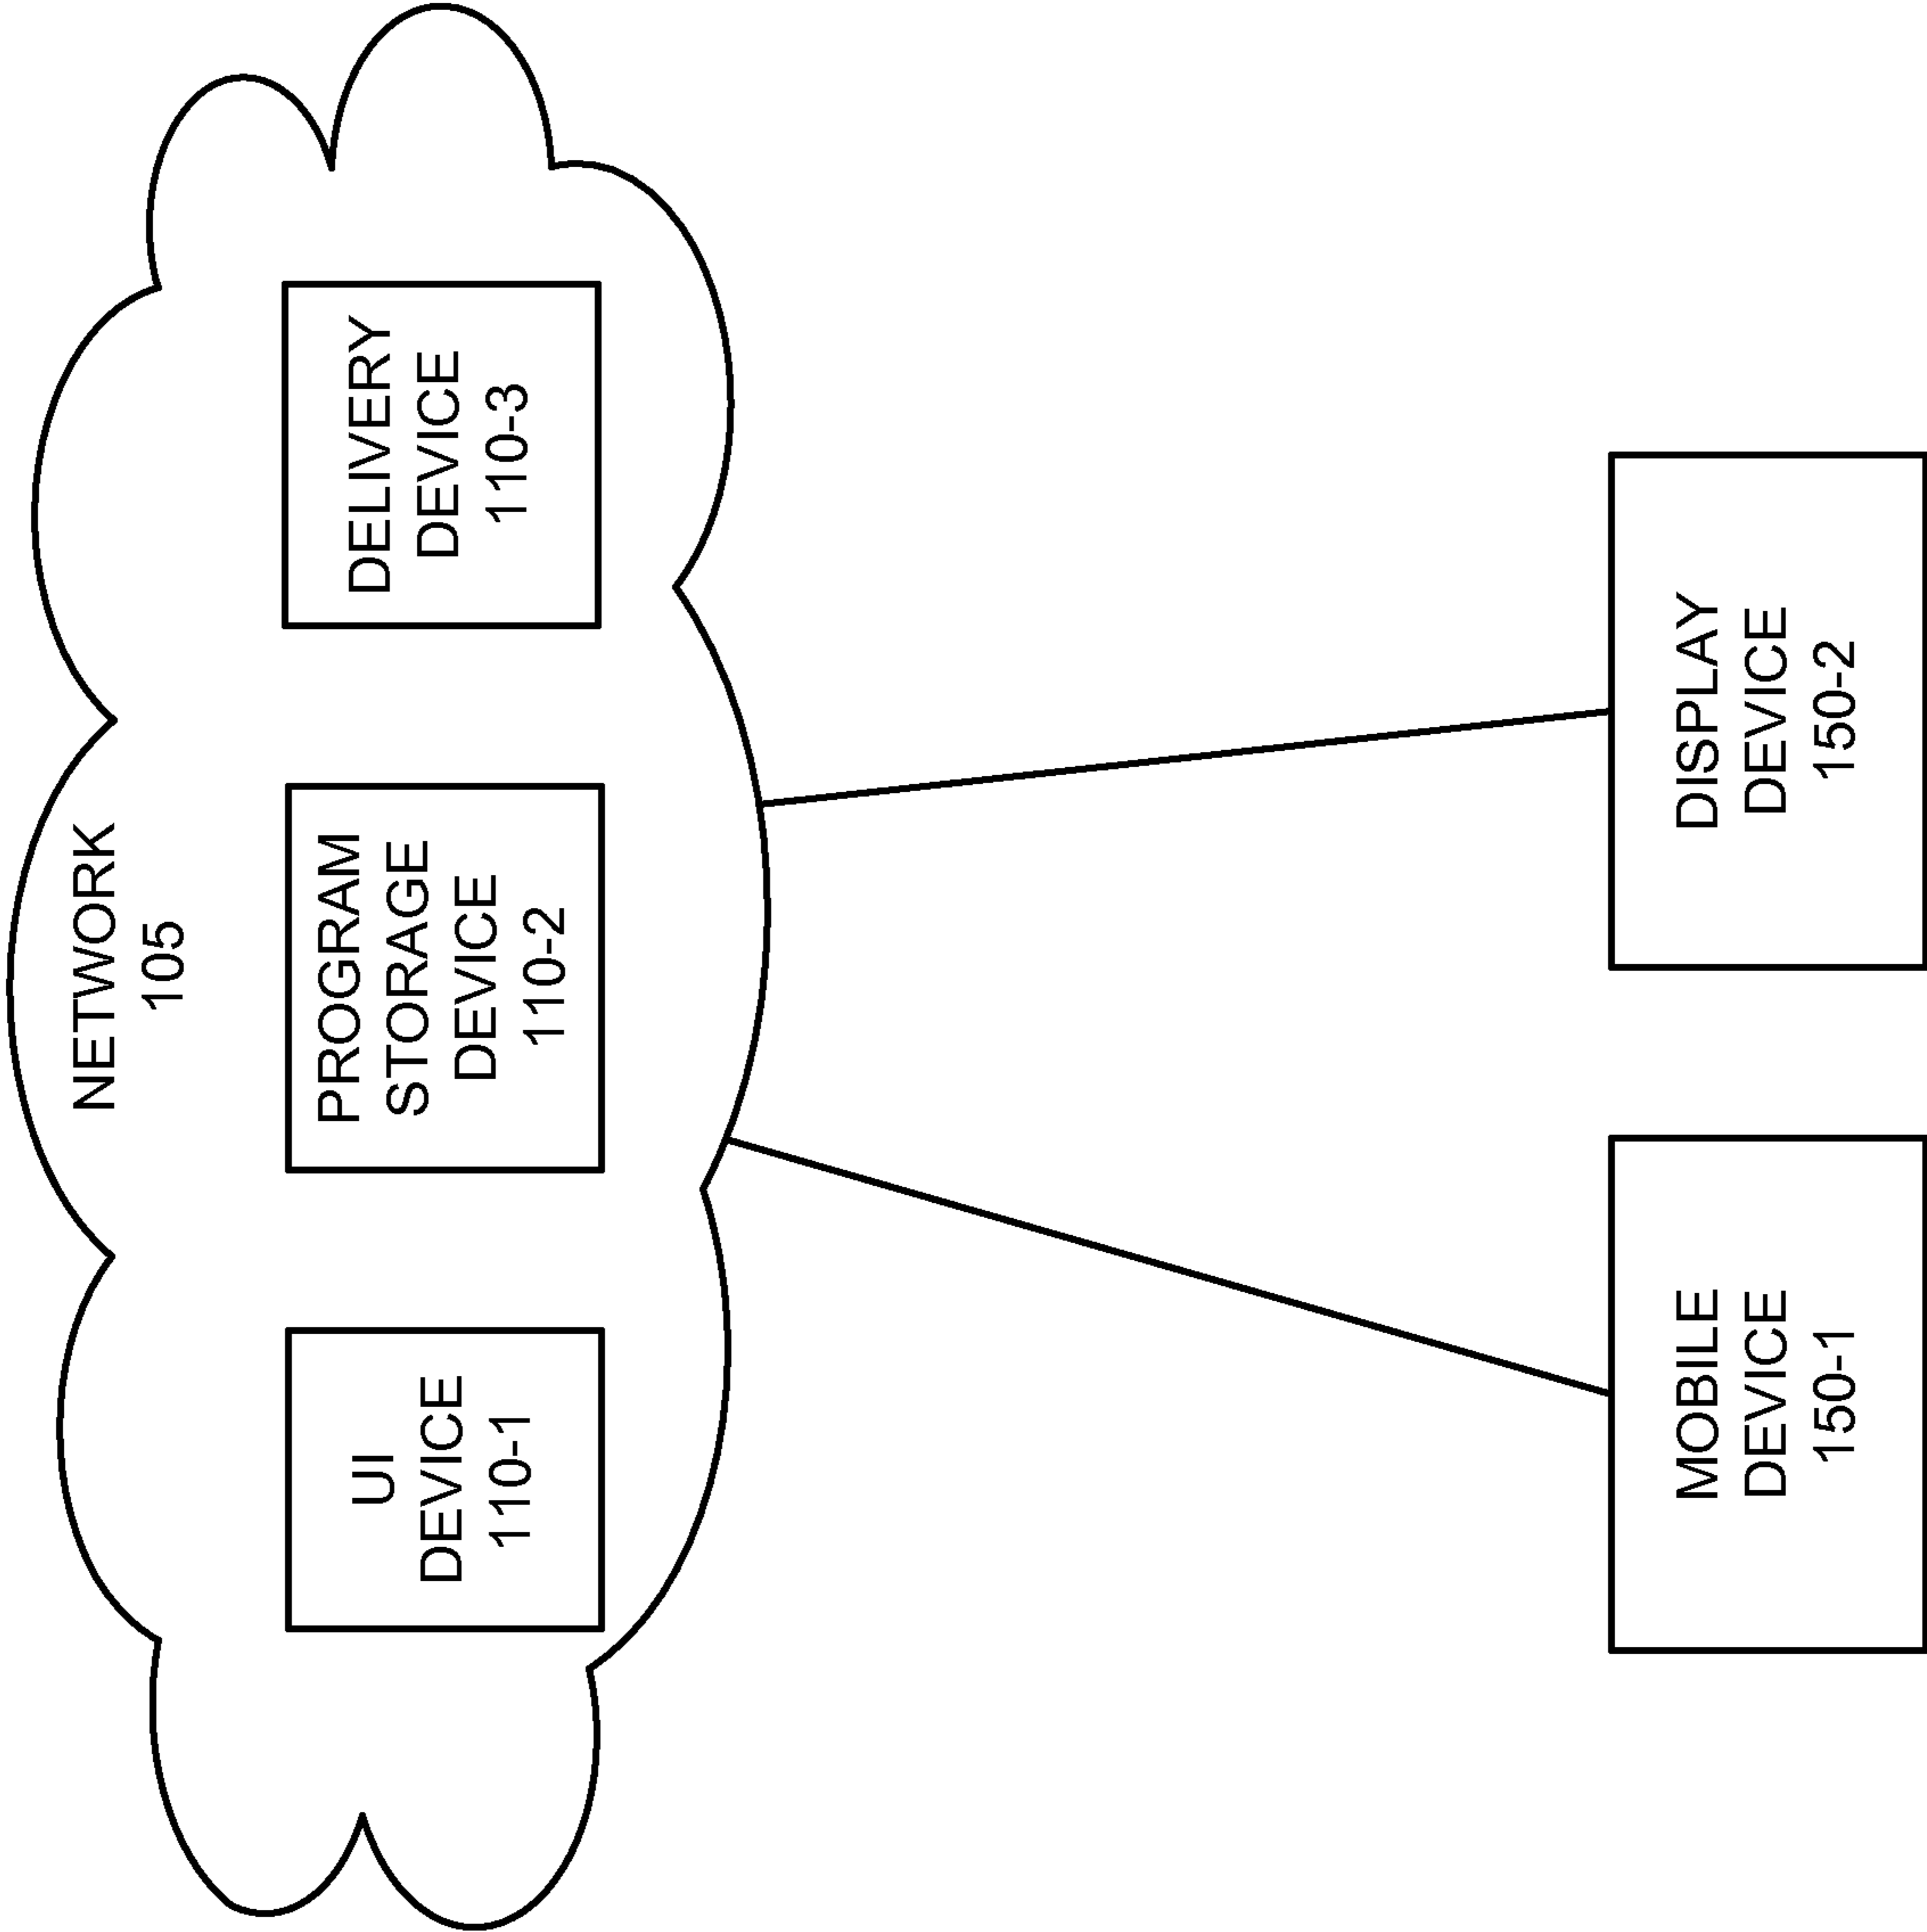 NETWORK
105
UI
DEVICE
110-1
PROGRAM
STORAGE
DEVICE
110-2
DELIVERY
DEVICE
110-3
MOBILE
DEVICE
150-1
DISPLAY
DEVICE
150-2